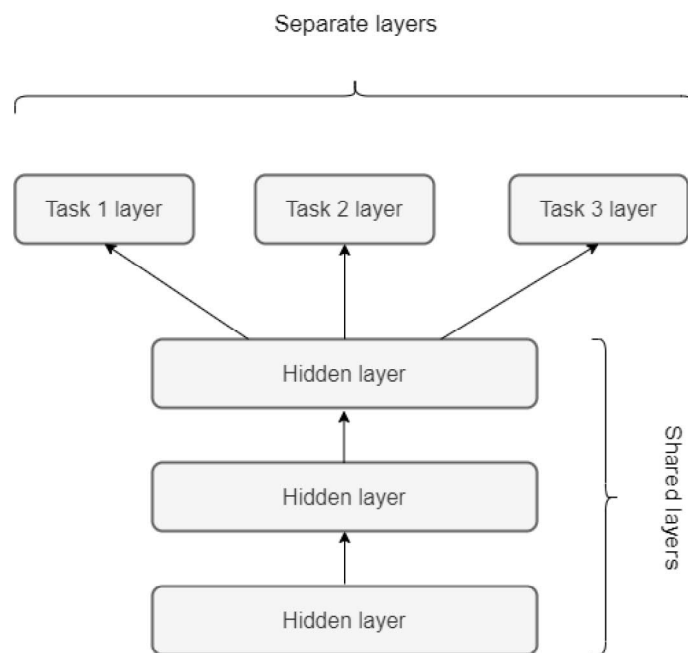 Separate layers
Task 1 layer
Task 2 layer
Task 3 layer
Hidden layer
Hidden layer
Hidden layer
Shared layers